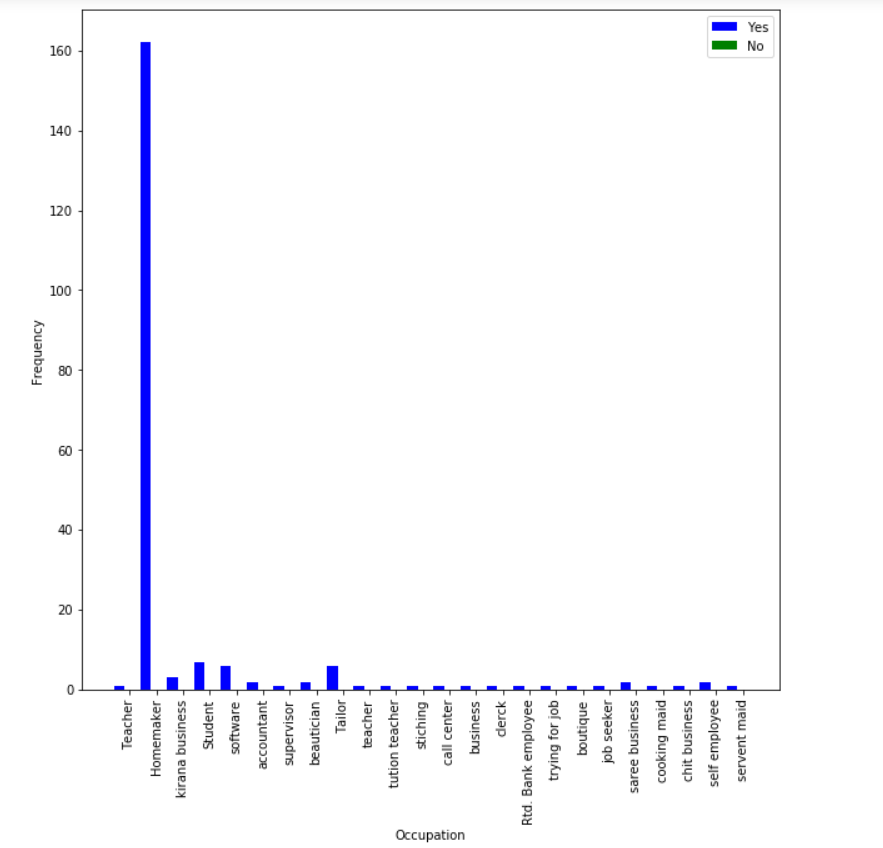 Yes
No
160
140
120
100
80
60
40
20
0
Frequency
Teacher
Homemaker
kirana business
Student
software
accountant
supervisor
beautician
Tailor
teacher
tution teacher
stiching
call center
business
clerck
Rtd. Bank employee
trying for job
boutique
job seeker
saree business
cooking maid
chit business
self employee
servent maid
Occupation